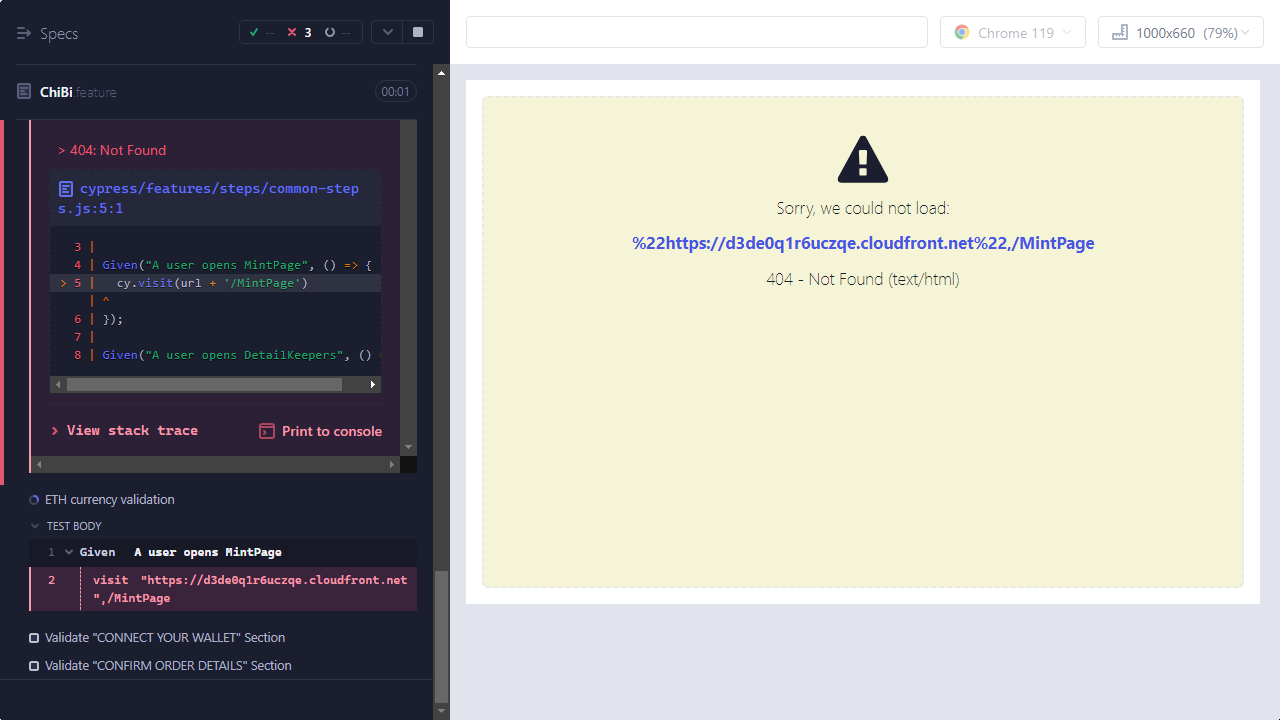 Specs
-- 3 --
Chrome 119
1000x660 (79%)
ChiBi.feature
00:01
> 404: Not Found
cypress/features/steps/common-step
s.js:5:1
3 |
4 | Given("A user opens MintPage", () => {
> 5 |   cy.visit(url + '/MintPage')
| ^
6 | });
7 |
8 | Given("A user opens DetailKeepers", () =
View stack trace
Print to console
ETH currency validation
TEST BODY
1 Given A user opens MintPage
2 visit "https://d3de0q1r6uczqe.cloudfront.net
",/MintPage
Validate "CONNECT YOUR WALLET" Section
Validate "CONFIRM ORDER DETAILS" Section
Sorry, we could not load:
%22https://d3de0q1r6uczqe.cloudfront.net%22,/MintPage
404 - Not Found (text/html)